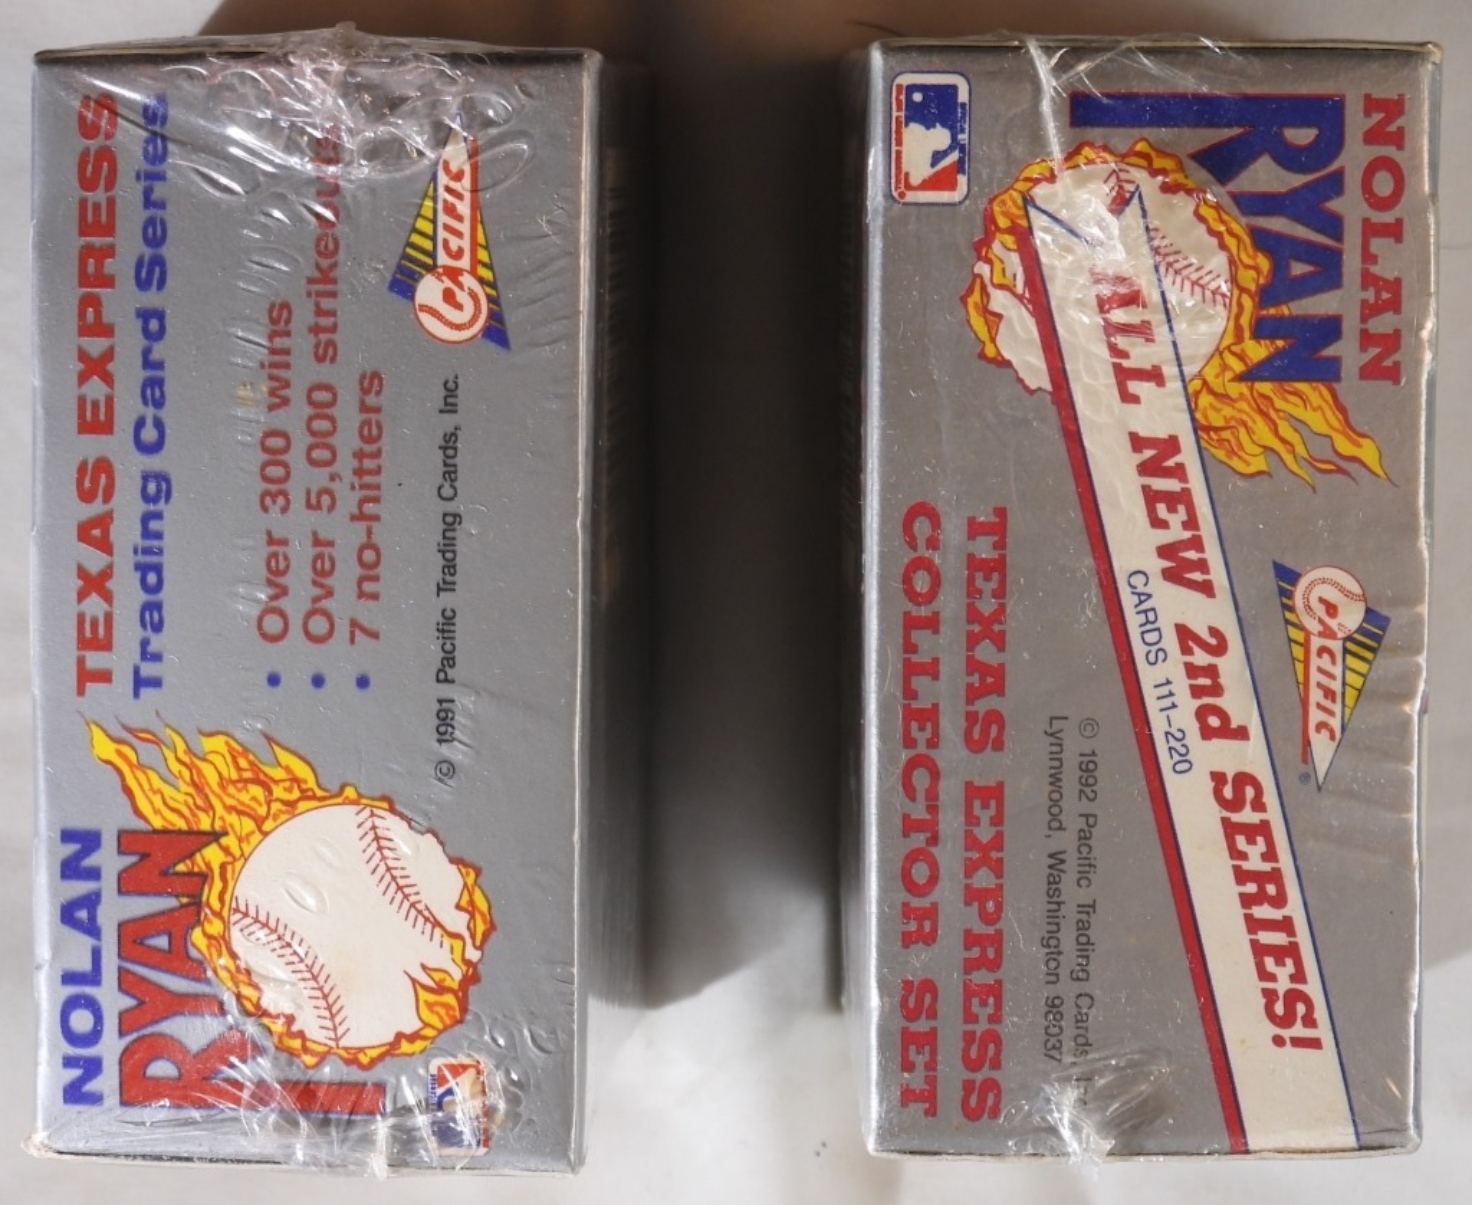 NOLAN
RYAN
TEXAS EXPRESS
Trading Card Series
• Over 300 wins
• Over 5,000 strikeouts
• 7 no-hitters
PACIFIC
© 1991 Pacific Trading Cards, Inc.
NOLAN
RYAN
PACIFIC®
ALL NEW 2nd SERIES!
CARDS 111-220
© 1992 Pacific Trading Cards, Inc.
Lynnwood, Washington 98037
TEXAS EXPRESS
COLLECTOR SET